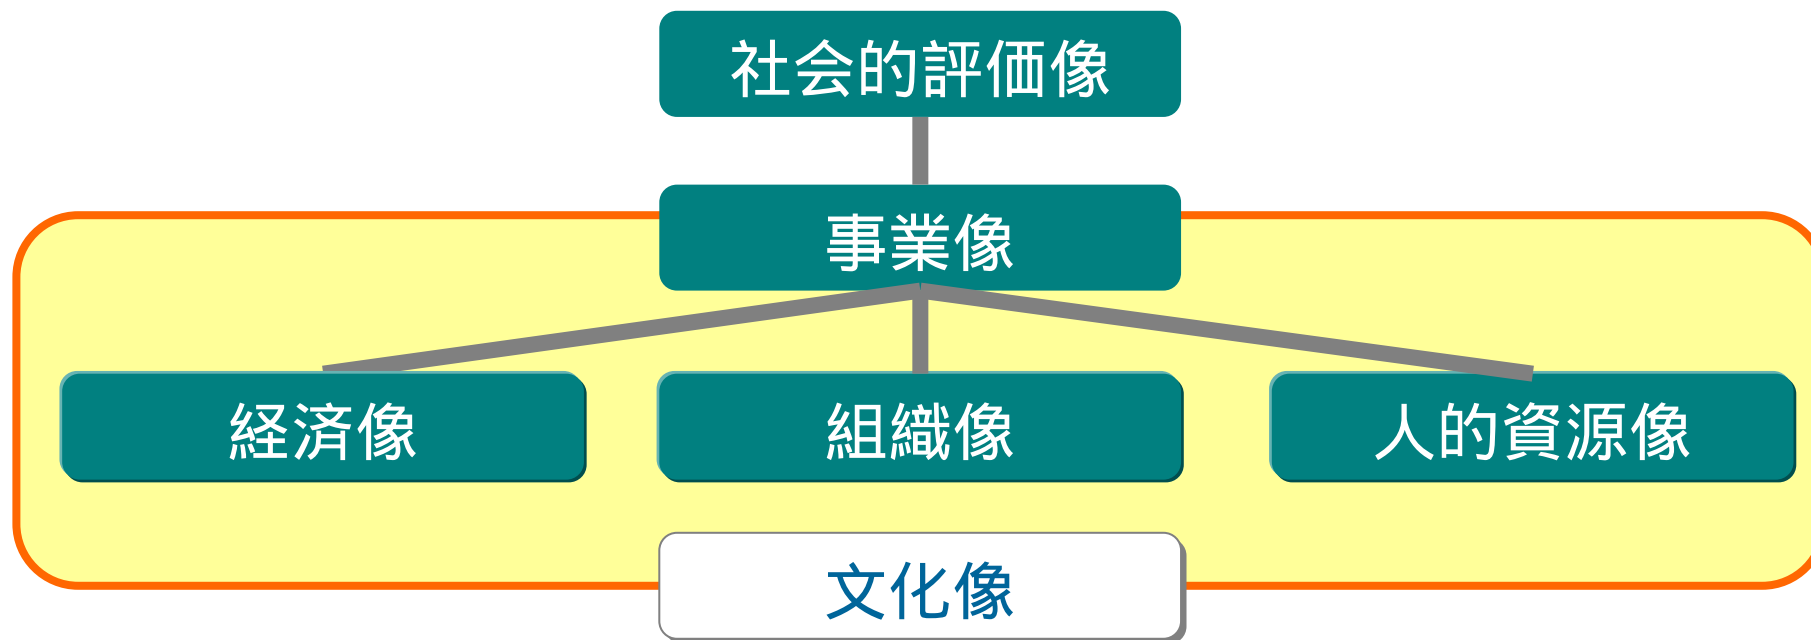 社会的評価像
事業像
経済像
組織像
人的資源像
文化像